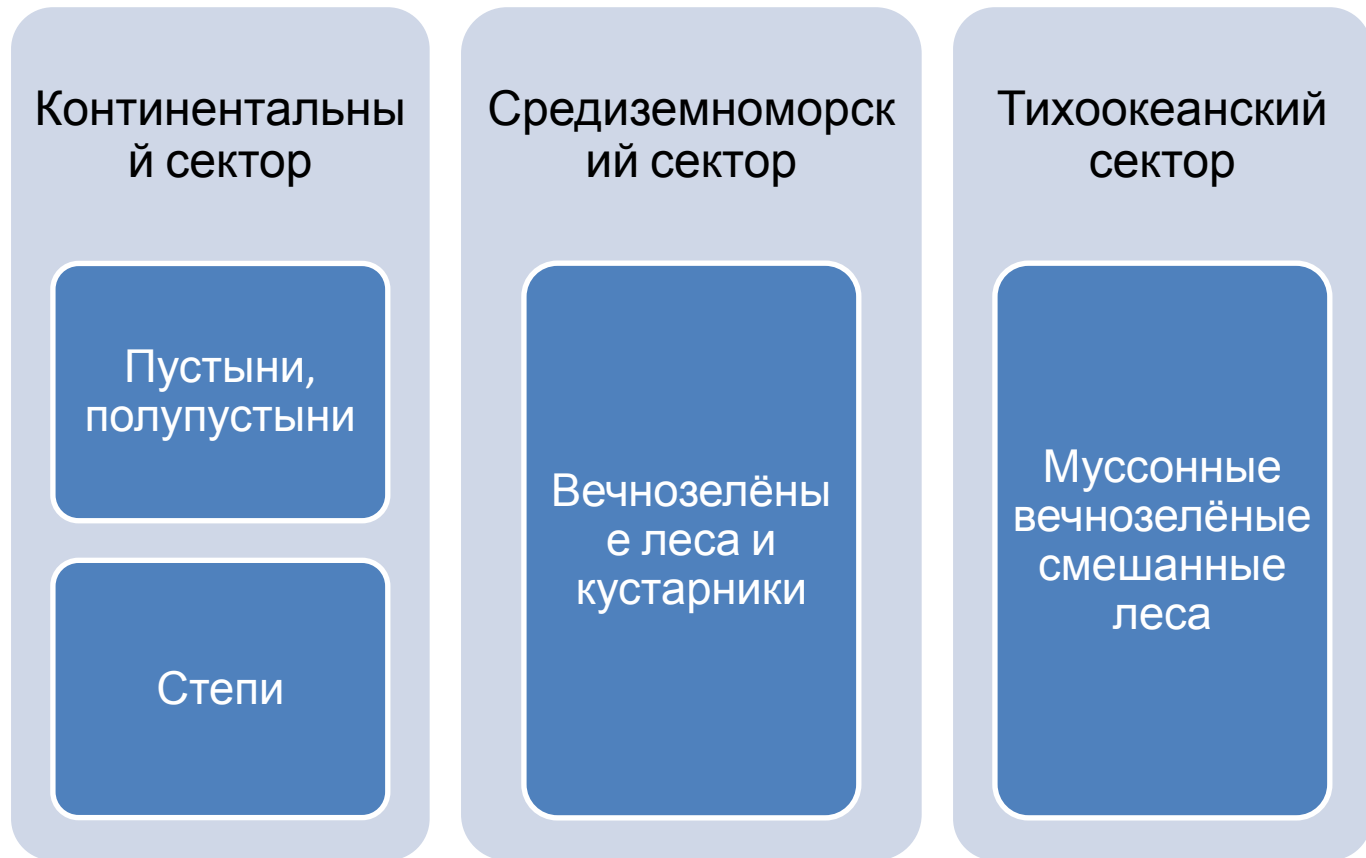 Континентальны
й сектор
Пустыни,
полупустыни
Степи
Средиземноморск
ий сектор
Вечнозелёны
е леса и
кустарники
Тихоокеанский
сектор
Муссонные
вечнозелёные
смешанные
леса